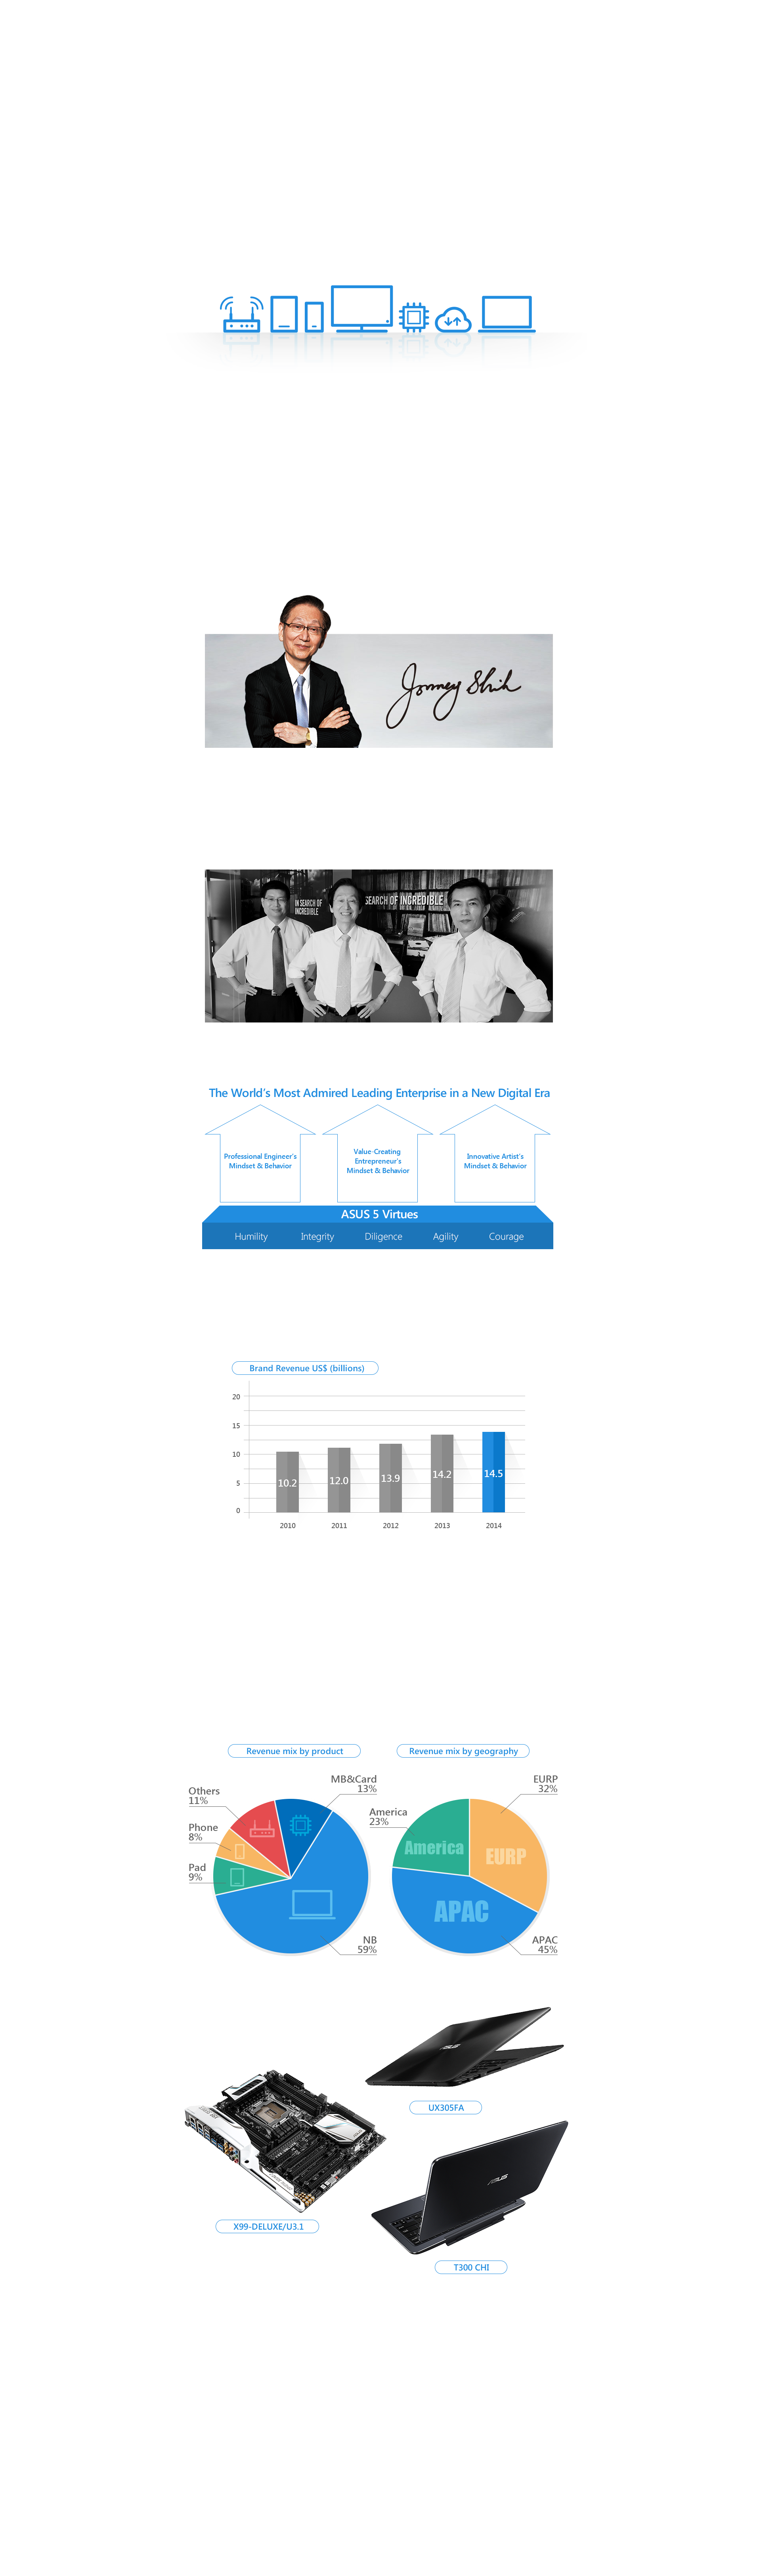 Jonney Shih
IN SEARCH OF
INCREDIBLE
SEARCH OF INCREDIBLE
The World's Most Admired Leading Enterprise in a New Digital Era
Professional Engineer's
Mindset & Behavior
Value-Creating
Entrepreneur's
Mindset & Behavior
Innovative Artist's
Mindset & Behavior
ASUS 5 Virtues
Humility Integrity Diligence Agility Courage
Brand Revenue US$ (billions)
20
15
10
5
0
10.2 12.0 13.9 14.2 14.5
2010 2011 2012 2013 2014
Revenue mix by product
Others
11%
MB&Card
13%
Phone
8%
Pad
9%
NB
59%
Revenue mix by geography
EURP
32%
America
23%
America
EURP
APAC
APAC
45%
ASUS
UX305FA
ASUS
X99-DELUXE/U3.1
T300 CHI